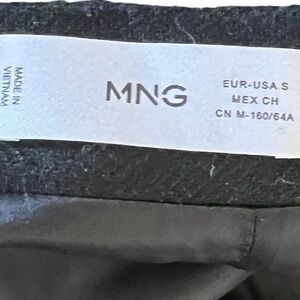 MADE IN
VIETNAM
MNG
EUR-USA S
MEX CH
CN M-160/64A